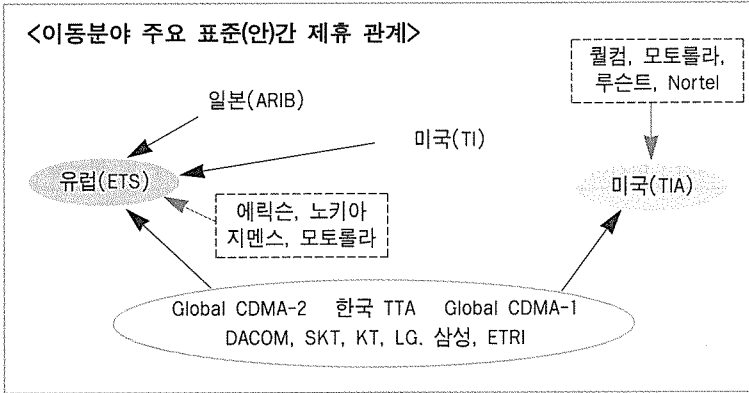 <이동분야 주요 표준(안)간 제휴 관계>
퀄컴, 모토롤라,
루슨트, Nortel
일본(ARIB)
미국(TI)
유럽(ETS)
미국(TIA)
에릭슨, 노키아
지멘스, 모토롤라
Global CDMA-2 한국 TTA Global CDMA-1
DACOM, SKT, KT, LG. 삼성, ETRI